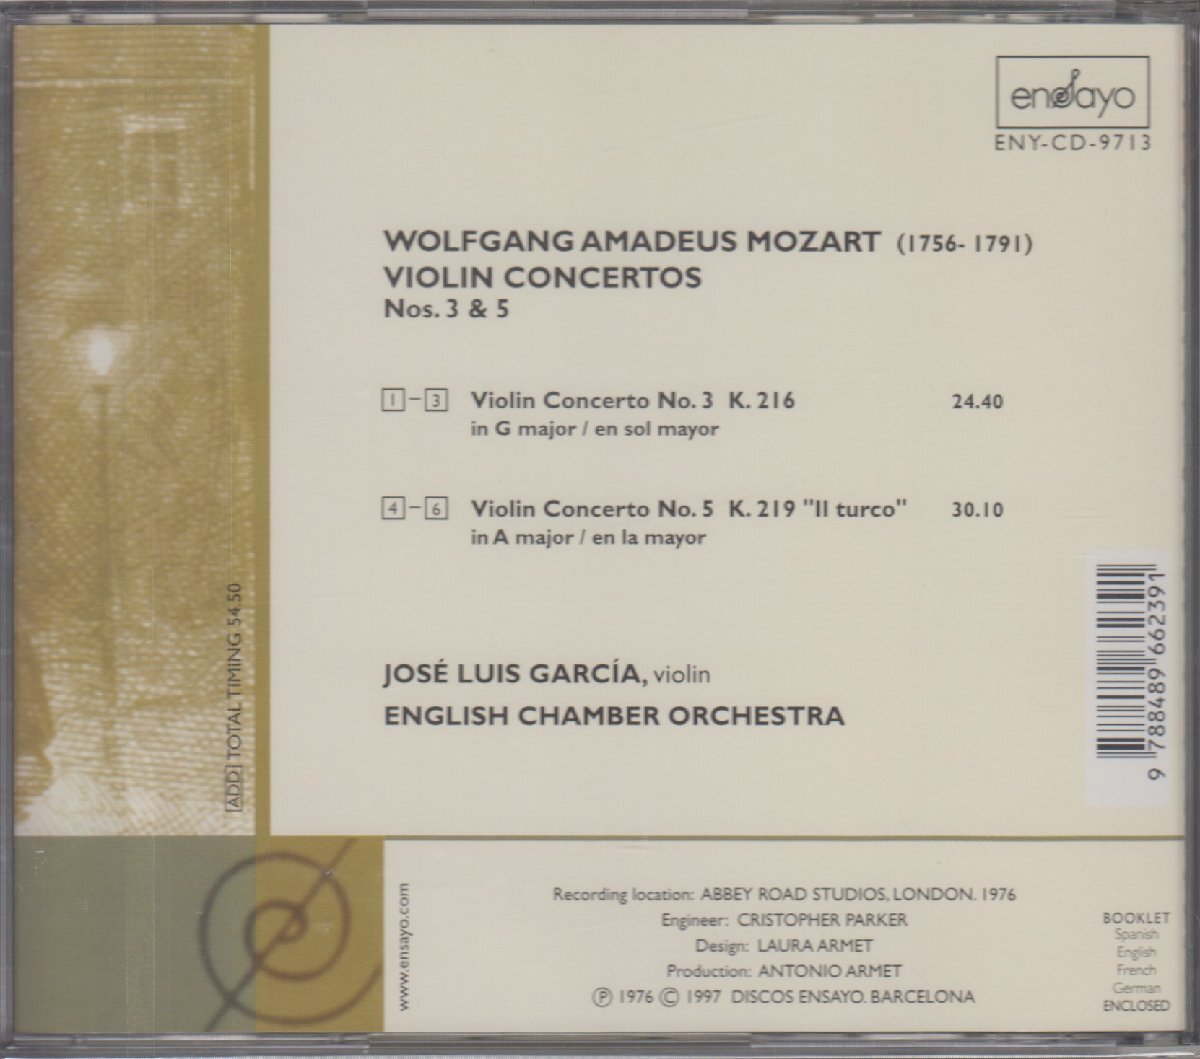 ensayo
ENY-CD-9713
WOLFGANG AMADEUS MOZART (1756- 1791)
VIOLIN CONCERTOS
Nos. 3 & 5
1-3 Violin Concerto No. 3 K. 216 24.40
in G major / en sol mayor
4-6 Violin Concerto No. 5 K. 219 "Il turco" 30.10
in A major / en la mayor
JOSÉ LUIS GARCÍA, violin
ENGLISH CHAMBER ORCHESTRA
ADD TOTAL TIMING 54.50
9 788489 662391
www.ensayo.com
Recording location: ABBEY ROAD STUDIOS, LONDON. 1976
Engineer: CRISTOPHER PARKER
Design: LAURA ARMET
Production: ANTONIO ARMET
Ⓟ 1976 Ⓒ 1997 DISCOS ENSAYO. BARCELONA
BOOKLET
Spanish
English
French
German
ENCLOSED